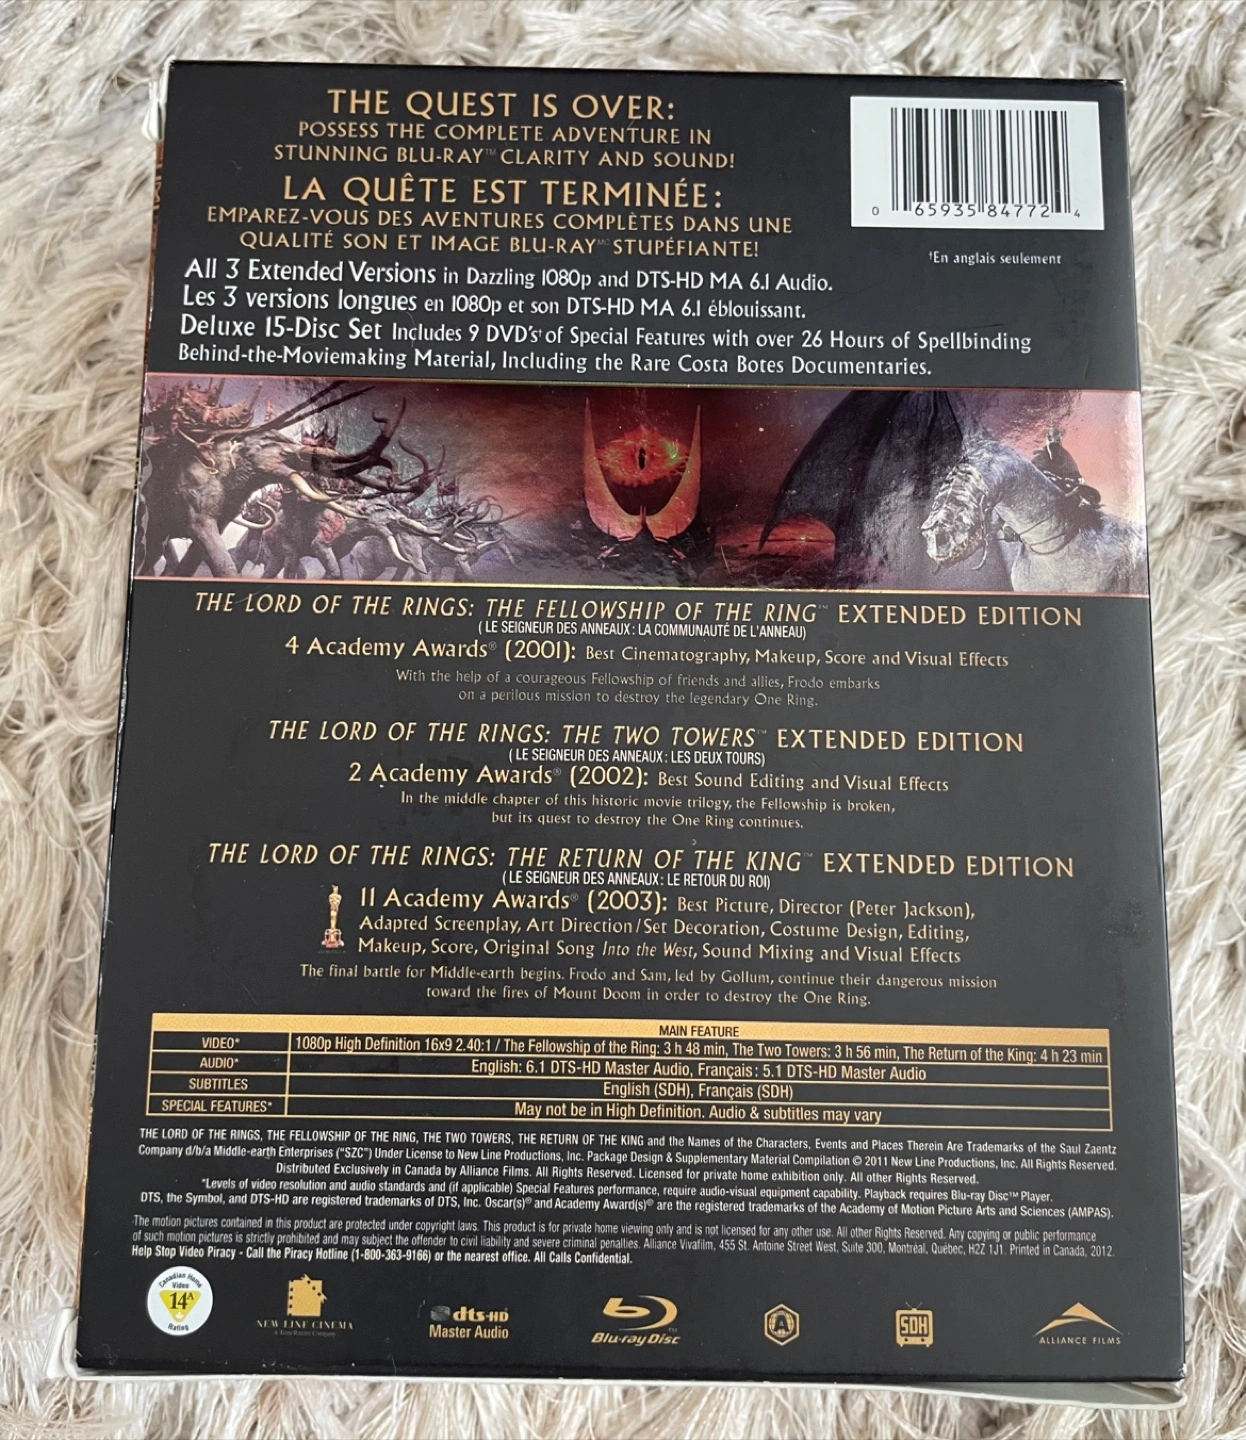 THE QUEST IS OVER:
POSSESS THE COMPLETE ADVENTURE IN
STUNNING BLU-RAY™ CLARITY AND SOUND!
LA QUÊTE EST TERMINÉE:
EMPAREZ-VOUS DES AVENTURES COMPLÈTES DANS UNE
QUALITÉ SON ET IMAGE BLU-RAY MC STUPÉFIANTE!
0 65935 84772 4
†En anglais seulement
All 3 Extended Versions in Dazzling 1080p and DTS-HD MA 6.1 Audio.
Les 3 versions longues en 1080p et son DTS-HD MA 6.1 éblouissant.
Deluxe 15-Disc Set Includes 9 DVD's† of Special Features with over 26 Hours of Spellbinding
Behind-the-Moviemaking Material, Including the Rare Costa Botes Documentaries.
THE LORD OF THE RINGS: THE FELLOWSHIP OF THE RING™ EXTENDED EDITION
( LE SEIGNEUR DES ANNEAUX : LA COMMUNAUTÉ DE L'ANNEAU)
4 Academy Awards® (2001): Best Cinematography, Makeup, Score and Visual Effects
With the help of a courageous Fellowship of friends and allies, Frodo embarks
on a perilous mission to destroy the legendary One Ring.
THE LORD OF THE RINGS: THE TWO TOWERS™ EXTENDED EDITION
( LE SEIGNEUR DES ANNEAUX : LES DEUX TOURS)
2 Academy Awards® (2002): Best Sound Editing and Visual Effects
In the middle chapter of this historic movie trilogy, the Fellowship is broken,
but its quest to destroy the One Ring continues.
THE LORD OF THE RINGS: THE RETURN OF THE KING™ EXTENDED EDITION
( LE SEIGNEUR DES ANNEAUX : LE RETOUR DU ROI)
11 Academy Awards® (2003): Best Picture, Director (Peter Jackson),
Adapted Screenplay, Art Direction/Set Decoration, Costume Design, Editing,
Makeup, Score, Original Song Into the West, Sound Mixing and Visual Effects
The final battle for Middle-earth begins. Frodo and Sam, led by Gollum, continue their dangerous mission
toward the fires of Mount Doom in order to destroy the One Ring.
MAIN FEATURE
VIDEO* 1080p High Definition 16x9 2.40:1 / The Fellowship of the Ring: 3 h 48 min, The Two Towers: 3 h 56 min, The Return of the King: 4 h 23 min
AUDIO* English: 6.1 DTS-HD Master Audio, Français : 5.1 DTS-HD Master Audio
SUBTITLES English (SDH), Français (SDH)
SPECIAL FEATURES* May not be in High Definition. Audio & subtitles may vary
THE LORD OF THE RINGS, THE FELLOWSHIP OF THE RING, THE TWO TOWERS, THE RETURN OF THE KING and the Names of the Characters, Events and Places Therein Are Trademarks of the Saul Zaentz
Company d/b/a Middle-earth Enterprises ("SZC") Under License to New Line Productions, Inc. Package Design & Supplementary Material Compilation © 2011 New Line Productions, Inc. All Rights Reserved.
Distributed Exclusively in Canada by Alliance Films. All Rights Reserved. Licensed for private home exhibition only. All other Rights Reserved.
*Levels of video resolution and audio standards and (if applicable) Special Features performance, require audio-visual equipment capability. Playback requires Blu-ray Disc™ Player.
DTS, the Symbol, and DTS-HD are registered trademarks of DTS, Inc. Oscar(s)® and Academy Award(s)® are the registered trademarks of the Academy of Motion Picture Arts and Sciences (AMPAS).
The motion pictures contained in this product are protected under copyright laws. This product is for private home viewing only and is not licensed for any other use. All other Rights Reserved. Any copying or public performance
of such motion pictures is strictly prohibited and may subject the offender to civil liability and severe criminal penalties. Alliance Vivafilm, 455 St. Antoine Street West, Suite 300, Montréal, Québec, H2Z 1J1. Printed in Canada, 2012.
Help Stop Video Piracy - Call the Piracy Hotline (1-800-363-9166) or the nearest office. All Calls Confidential.
Canadian Home
Video
14A
Rating
NEW LINE CINEMA
dts-HD
Master Audio
Blu-ray Disc
A
SDH
ALLIANCE FILMS